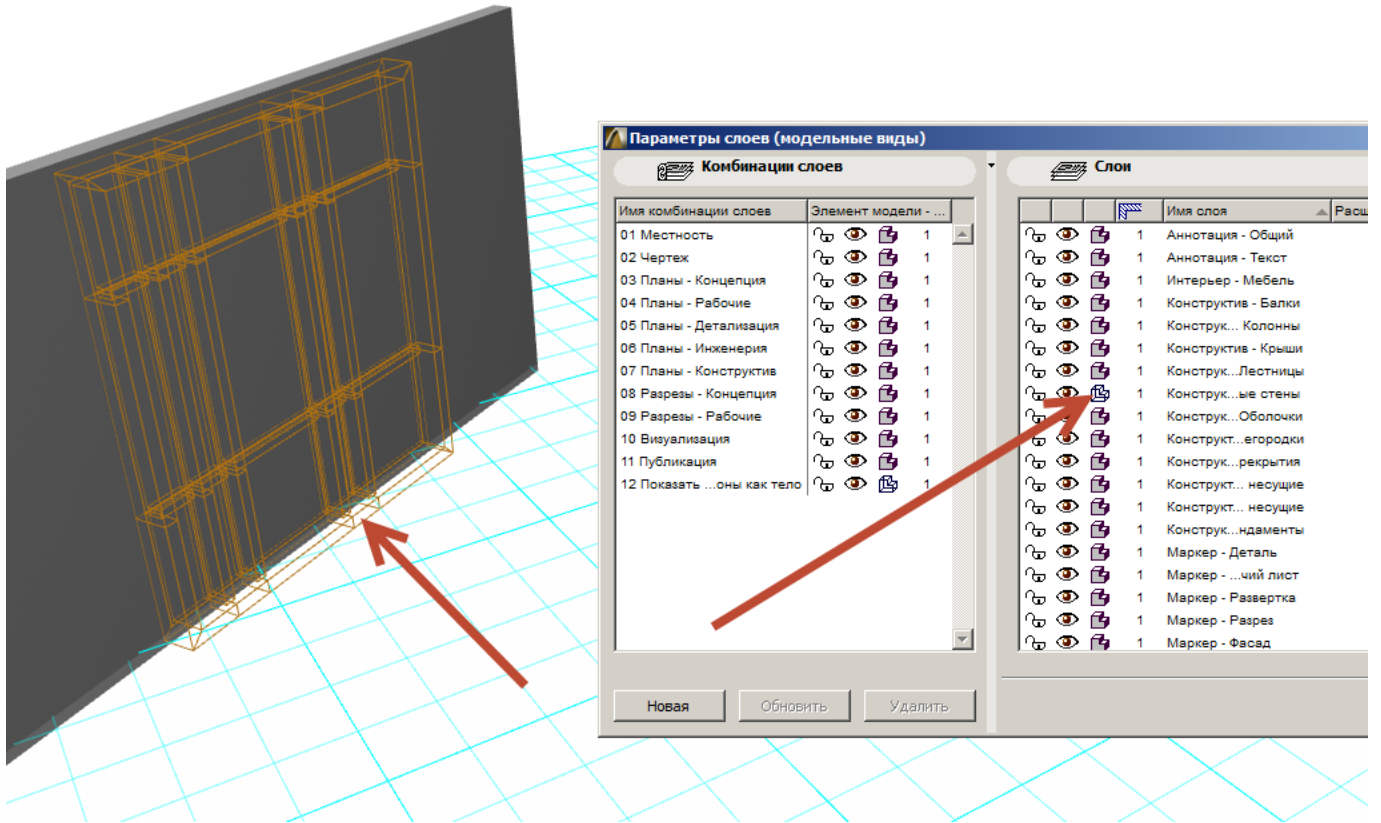 Параметры слоев (модельные виды)
Комбинации слоев
Имя комбинации слоев Элемент модели - ...
01 Местность 1
02 Чертеж 1
03 Планы - Концепция 1
04 Планы - Рабочие 1
05 Планы - Детализация 1
06 Планы - Инженерия 1
07 Планы - Конструктив 1
08 Разрезы - Концепция 1
09 Разрезы - Рабочие 1
10 Визуализация 1
11 Публикация 1
12 Показать ...оны как тело 1
Новая Обновить Удалить
Слои
Имя слоя Расш
1 Аннотация - Общий
1 Аннотация - Текст
1 Интерьер - Мебель
1 Конструктив - Балки
1 Конструк... Колонны
1 Конструктив - Крыши
1 Конструк...Лестницы
1 Конструк...ые стены
1 Конструк...Оболочки
1 Конструкт...егородки
1 Конструк...рекрытия
1 Конструкт... несущие
1 Конструкт... несущие
1 Конструк...ндаменты
1 Маркер - Деталь
1 Маркер - ...чий лист
1 Маркер - Развертка
1 Маркер - Разрез
1 Маркер - Фасад